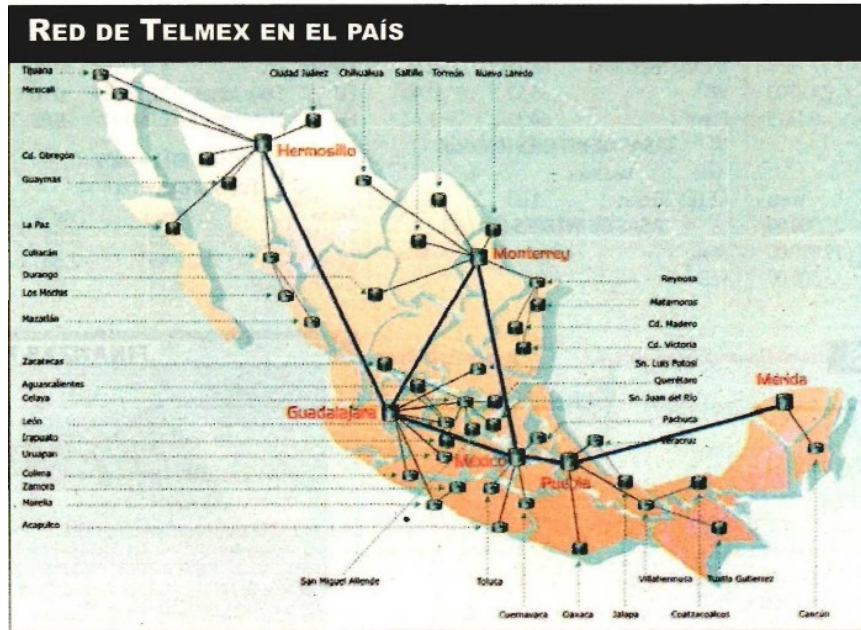 RED DE TELMEX EN EL PAÍS
Tijuana
Mexicali
Ciudad Juárez
Chihuahua
Saltillo
Torreón
Nuevo Laredo
Hermosillo
Cd. Obregón
Guaymas
La Paz
Culiacán
Durango
Los Mochis
Mazatlán
Monterrey
Reynosa
Matamoros
Cd. Madero
Cd. Victoria
Sn. Luis Potosí
Querétaro
Sn. Juan del Río
Pachuca
Veracruz
Zacatecas
Aguascalientes
Celaya
León
Irapuato
Uruapan
Colima
Zamora
Morelia
Acapulco
Guadalajara
México
Puebla
Mérida
San Miguel Allende
Toluca
Cuernavaca
Oaxaca
Jalapa
Villahermosa
Coatzacoalcos
Tuxtla Gutierrez
Cancún